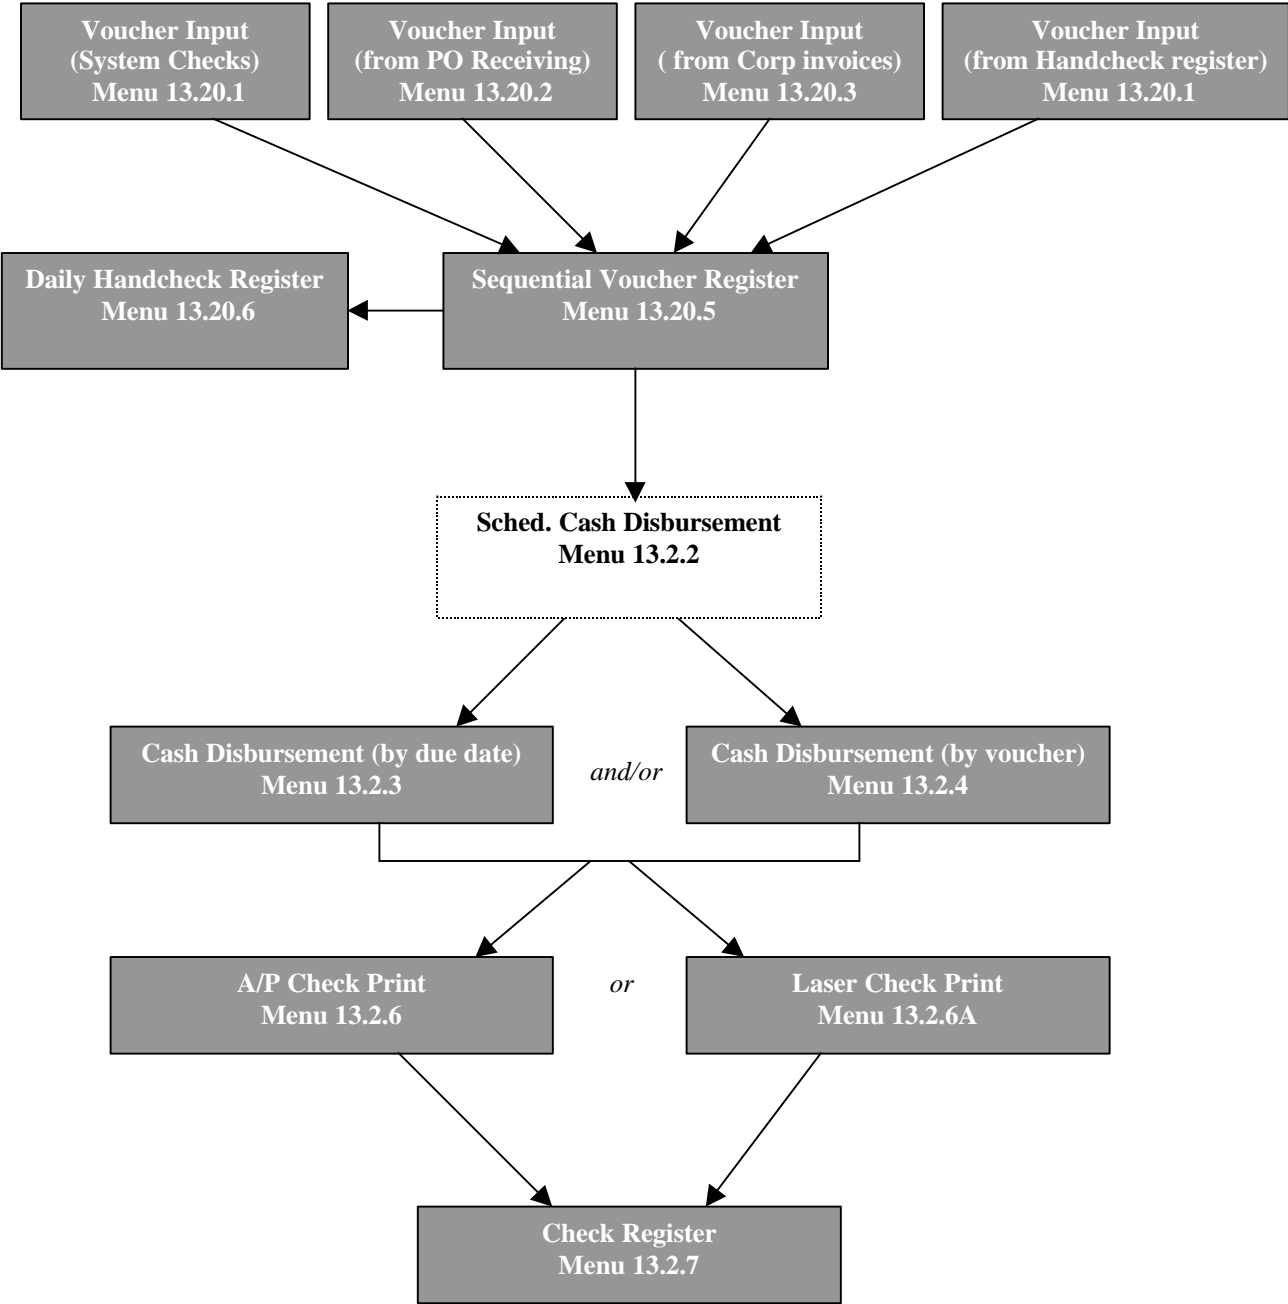 Voucher Input
(System Checks)
Menu 13.20.1
Voucher Input
(from PO Receiving)
Menu 13.20.2
Voucher Input
( from Corp invoices)
Menu 13.20.3
Voucher Input
(from Handcheck register)
Menu 13.20.1
Daily Handcheck Register
Menu 13.20.6
Sequential Voucher Register
Menu 13.20.5
Sched. Cash Disbursement
Menu 13.2.2
Cash Disbursement (by due date)
Menu 13.2.3
and/or
Cash Disbursement (by voucher)
Menu 13.2.4
A/P Check Print
Menu 13.2.6
or
Laser Check Print
Menu 13.2.6A
Check Register
Menu 13.2.7